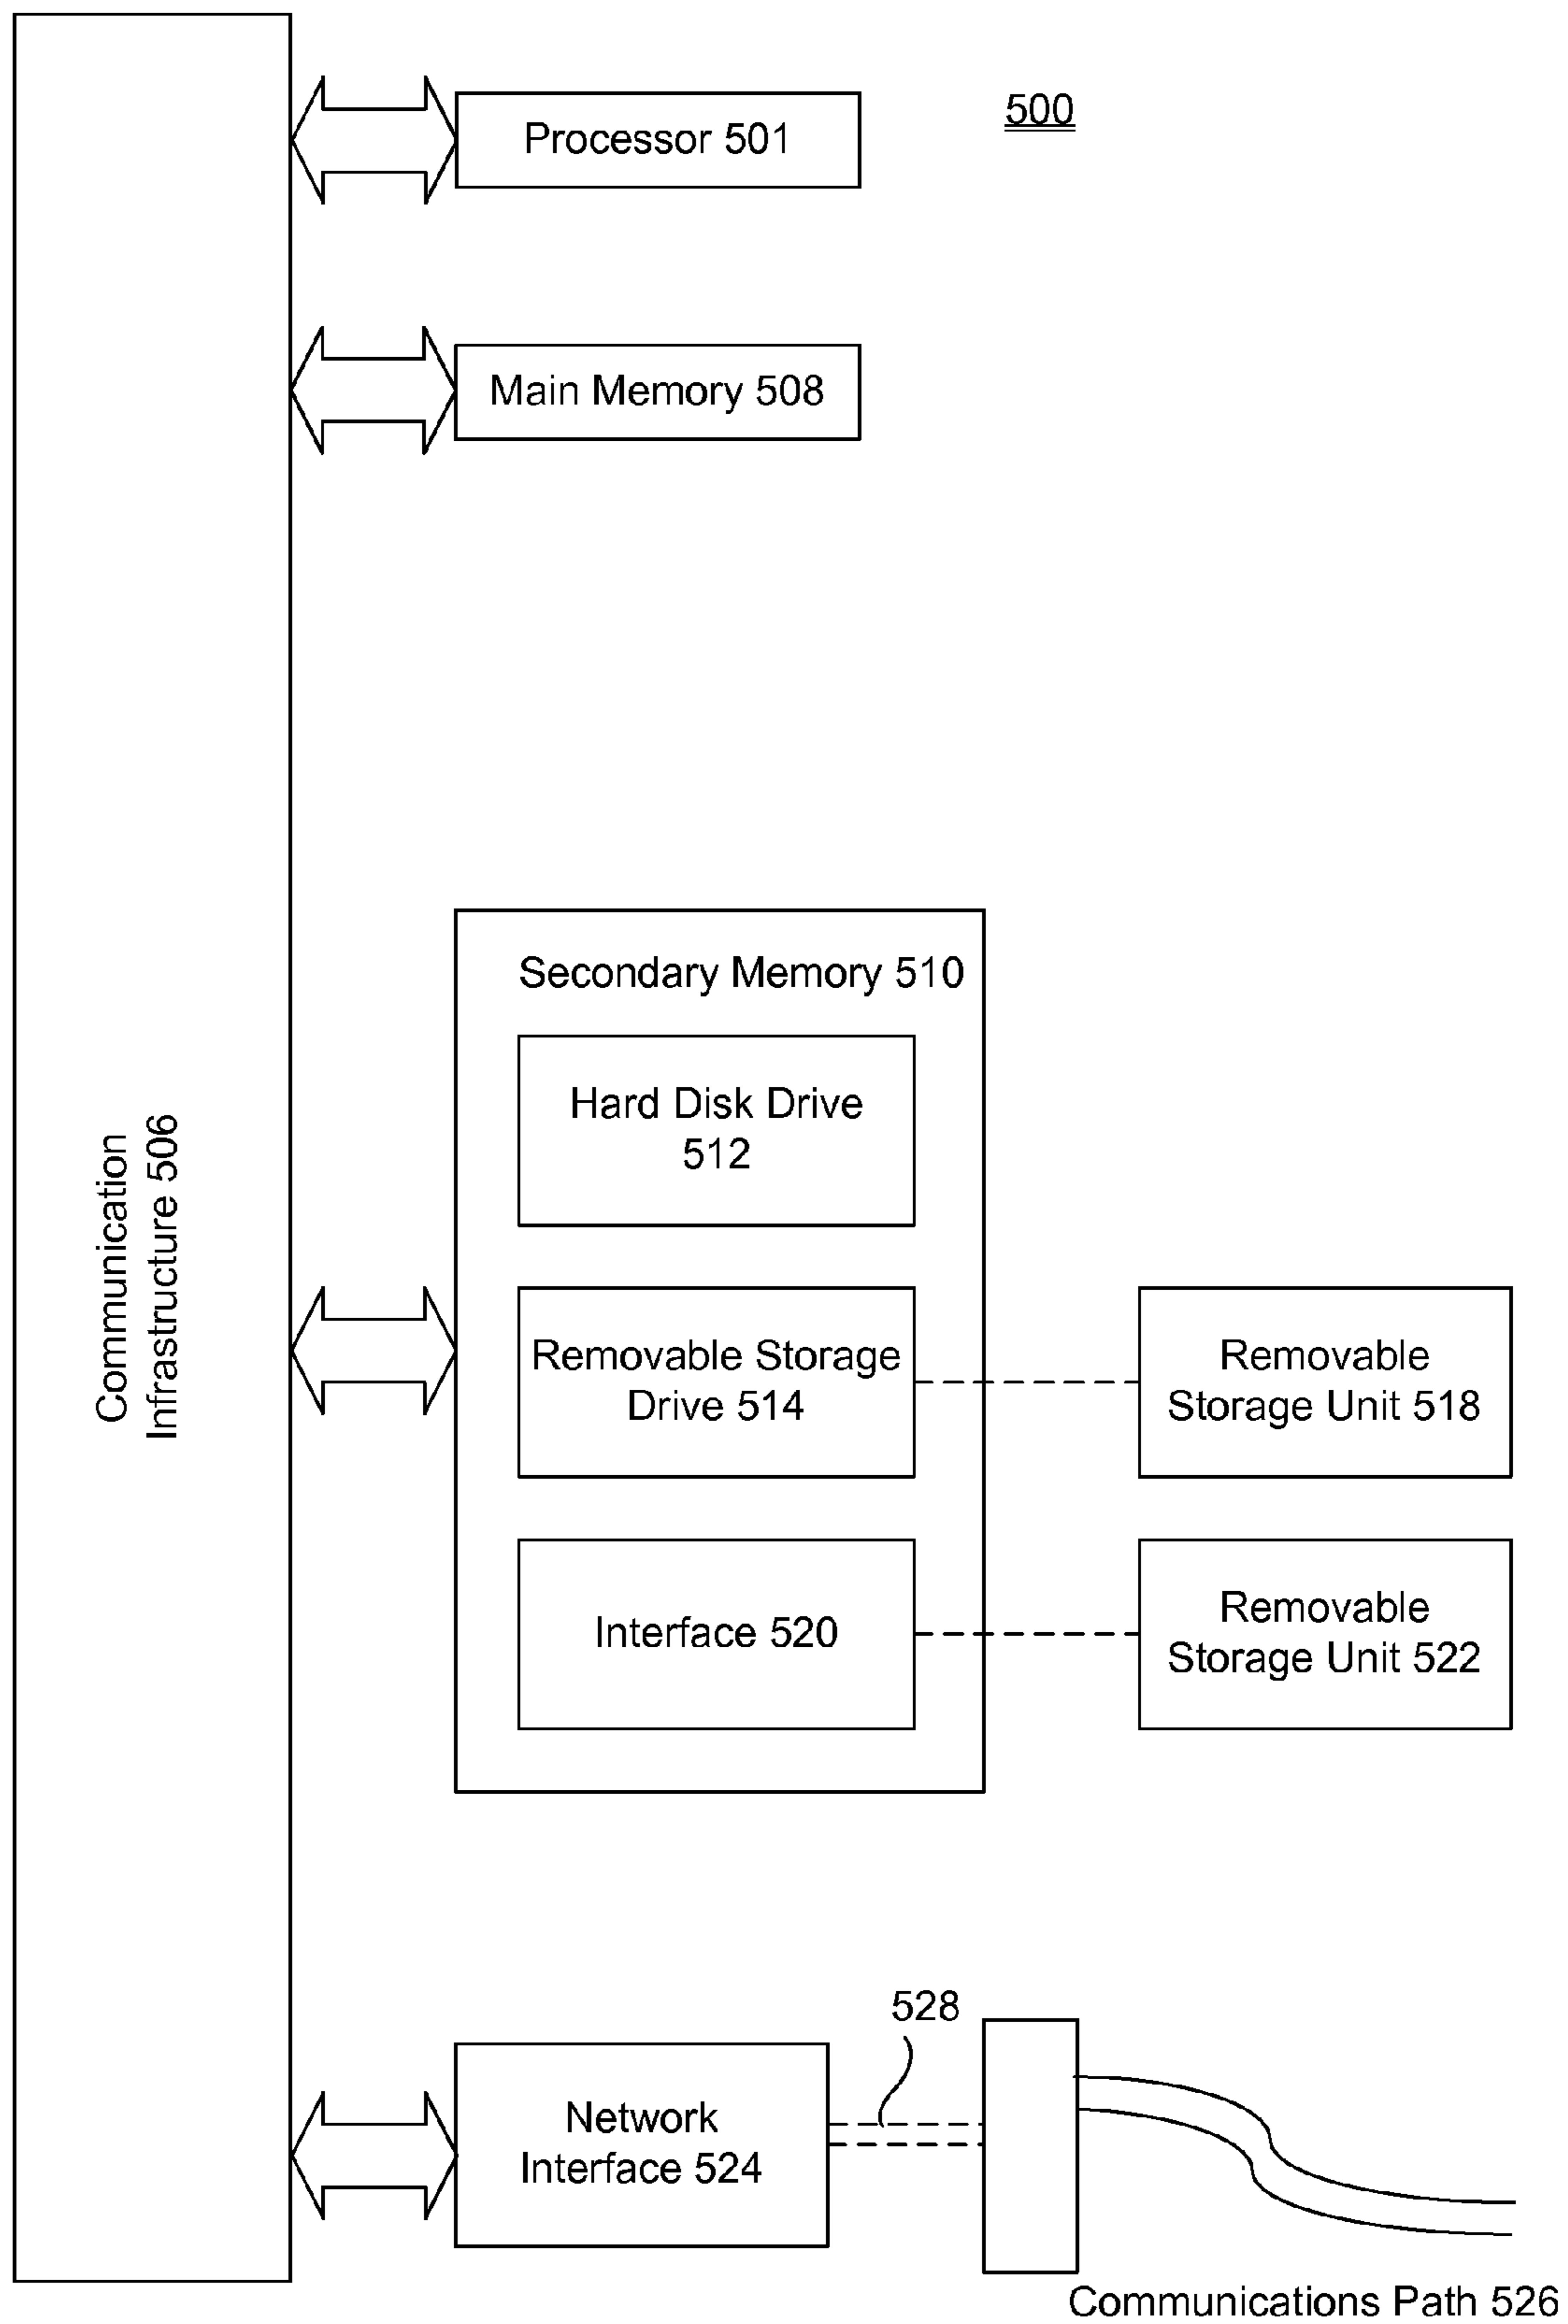 Processor 501
500
Main Memory 508
Communication
Infrastructure 506
Secondary Memory 510
Hard Disk Drive
512
Removable Storage
Drive 514
Removable
Storage Unit 518
Interface 520
Removable
Storage Unit 522
528
Network
Interface 524
Communications Path 526